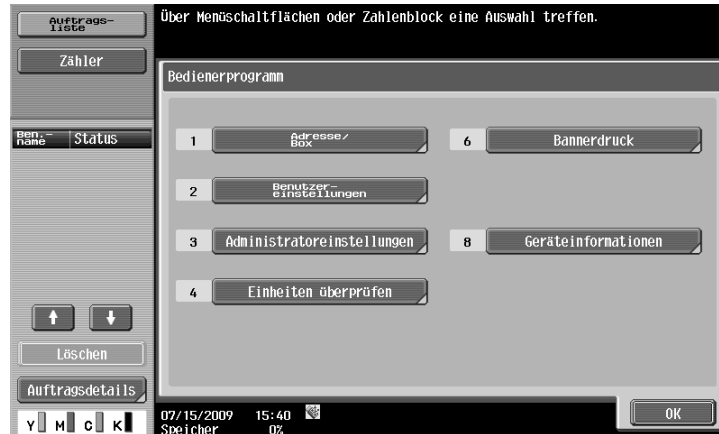 Auftrags-
liste
Über Menüschaltflächen oder Zahlenblock eine Auswahl treffen.
Zähler
Bedienerprogramm
Ben.-
name
Status
1
Adresse/
Box
6
Bannerdruck
2
Benutzer-
einstellungen
3
Administratoreinstellungen
8
Geräteinformationen
4
Einheiten überprüfen
Löschen
Auftragsdetails
Y M C K
07/15/2009 15:40
Speicher 0%
OK